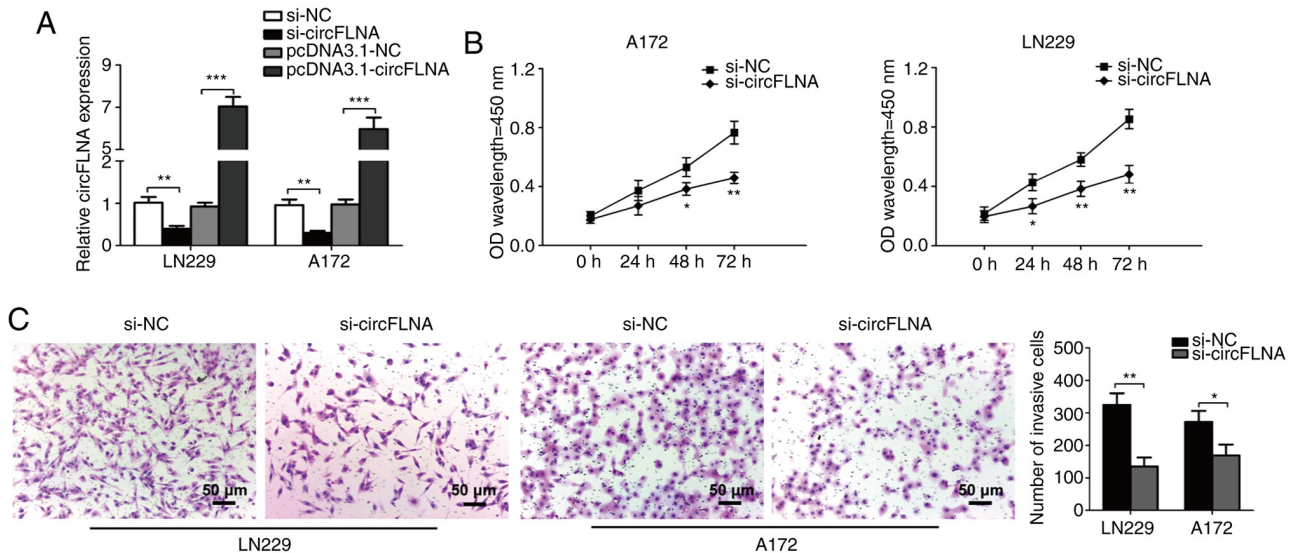 A
si-NC
si-circFLNA
pcDNA3.1-NC
pcDNA3.1-circFLNA
Relative circFLNA expression
9
7
5
2
1
0
**
***
**
***
LN229
A172
B
A172
si-NC
si-circFLNA
OD wavelength=450 nm
1.2
0.8
0.4
0.0
*
**
0 h 24 h 48 h 72 h
LN229
si-NC
si-circFLNA
OD wavelength=450 nm
1.2
0.8
0.4
0.0
*
**
**
0 h 24 h 48 h 72 h
C
si-NC
si-circFLNA
si-NC
si-circFLNA
50 µm
50 µm
50 µm
50 µm
LN229
A172
si-NC
si-circFLNA
Number of invasive cells
500
400
300
200
100
0
**
*
LN229
A172